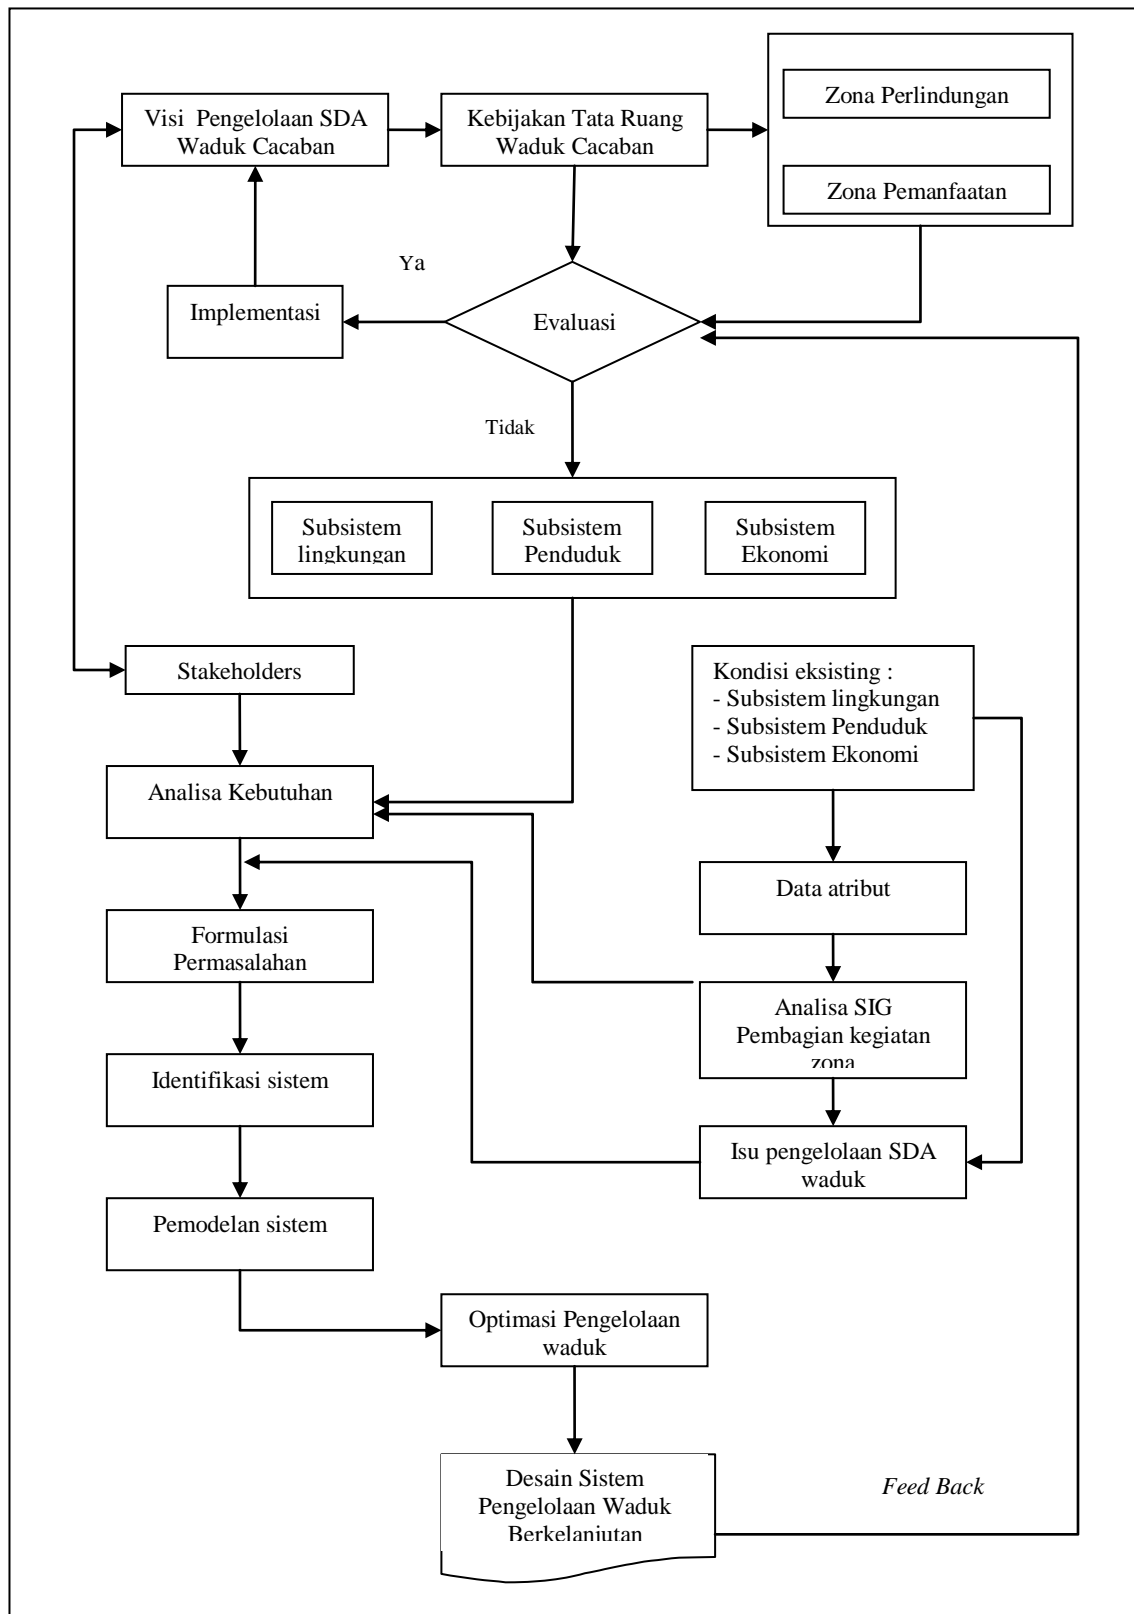 Visi Pengelolaan SDA
Waduk Cacaban
Kebijakan Tata Ruang
Waduk Cacaban
Zona Perlindungan
Zona Pemanfaatan
Ya
Implementasi
Evaluasi
Tidak
Subsistem
lingkungan
Subsistem
Penduduk
Subsistem
Ekonomi
Stakeholders
Kondisi eksisting :
- Subsistem lingkungan
- Subsistem Penduduk
- Subsistem Ekonomi
Analisa Kebutuhan
Data atribut
Formulasi
Permasalahan
Analisa SIG
Pembagian kegiatan
zona
Identifikasi sistem
Isu pengelolaan SDA
waduk
Pemodelan sistem
Optimasi Pengelolaan
waduk
Desain Sistem
Pengelolaan Waduk
Berkelanjutan
Feed Back